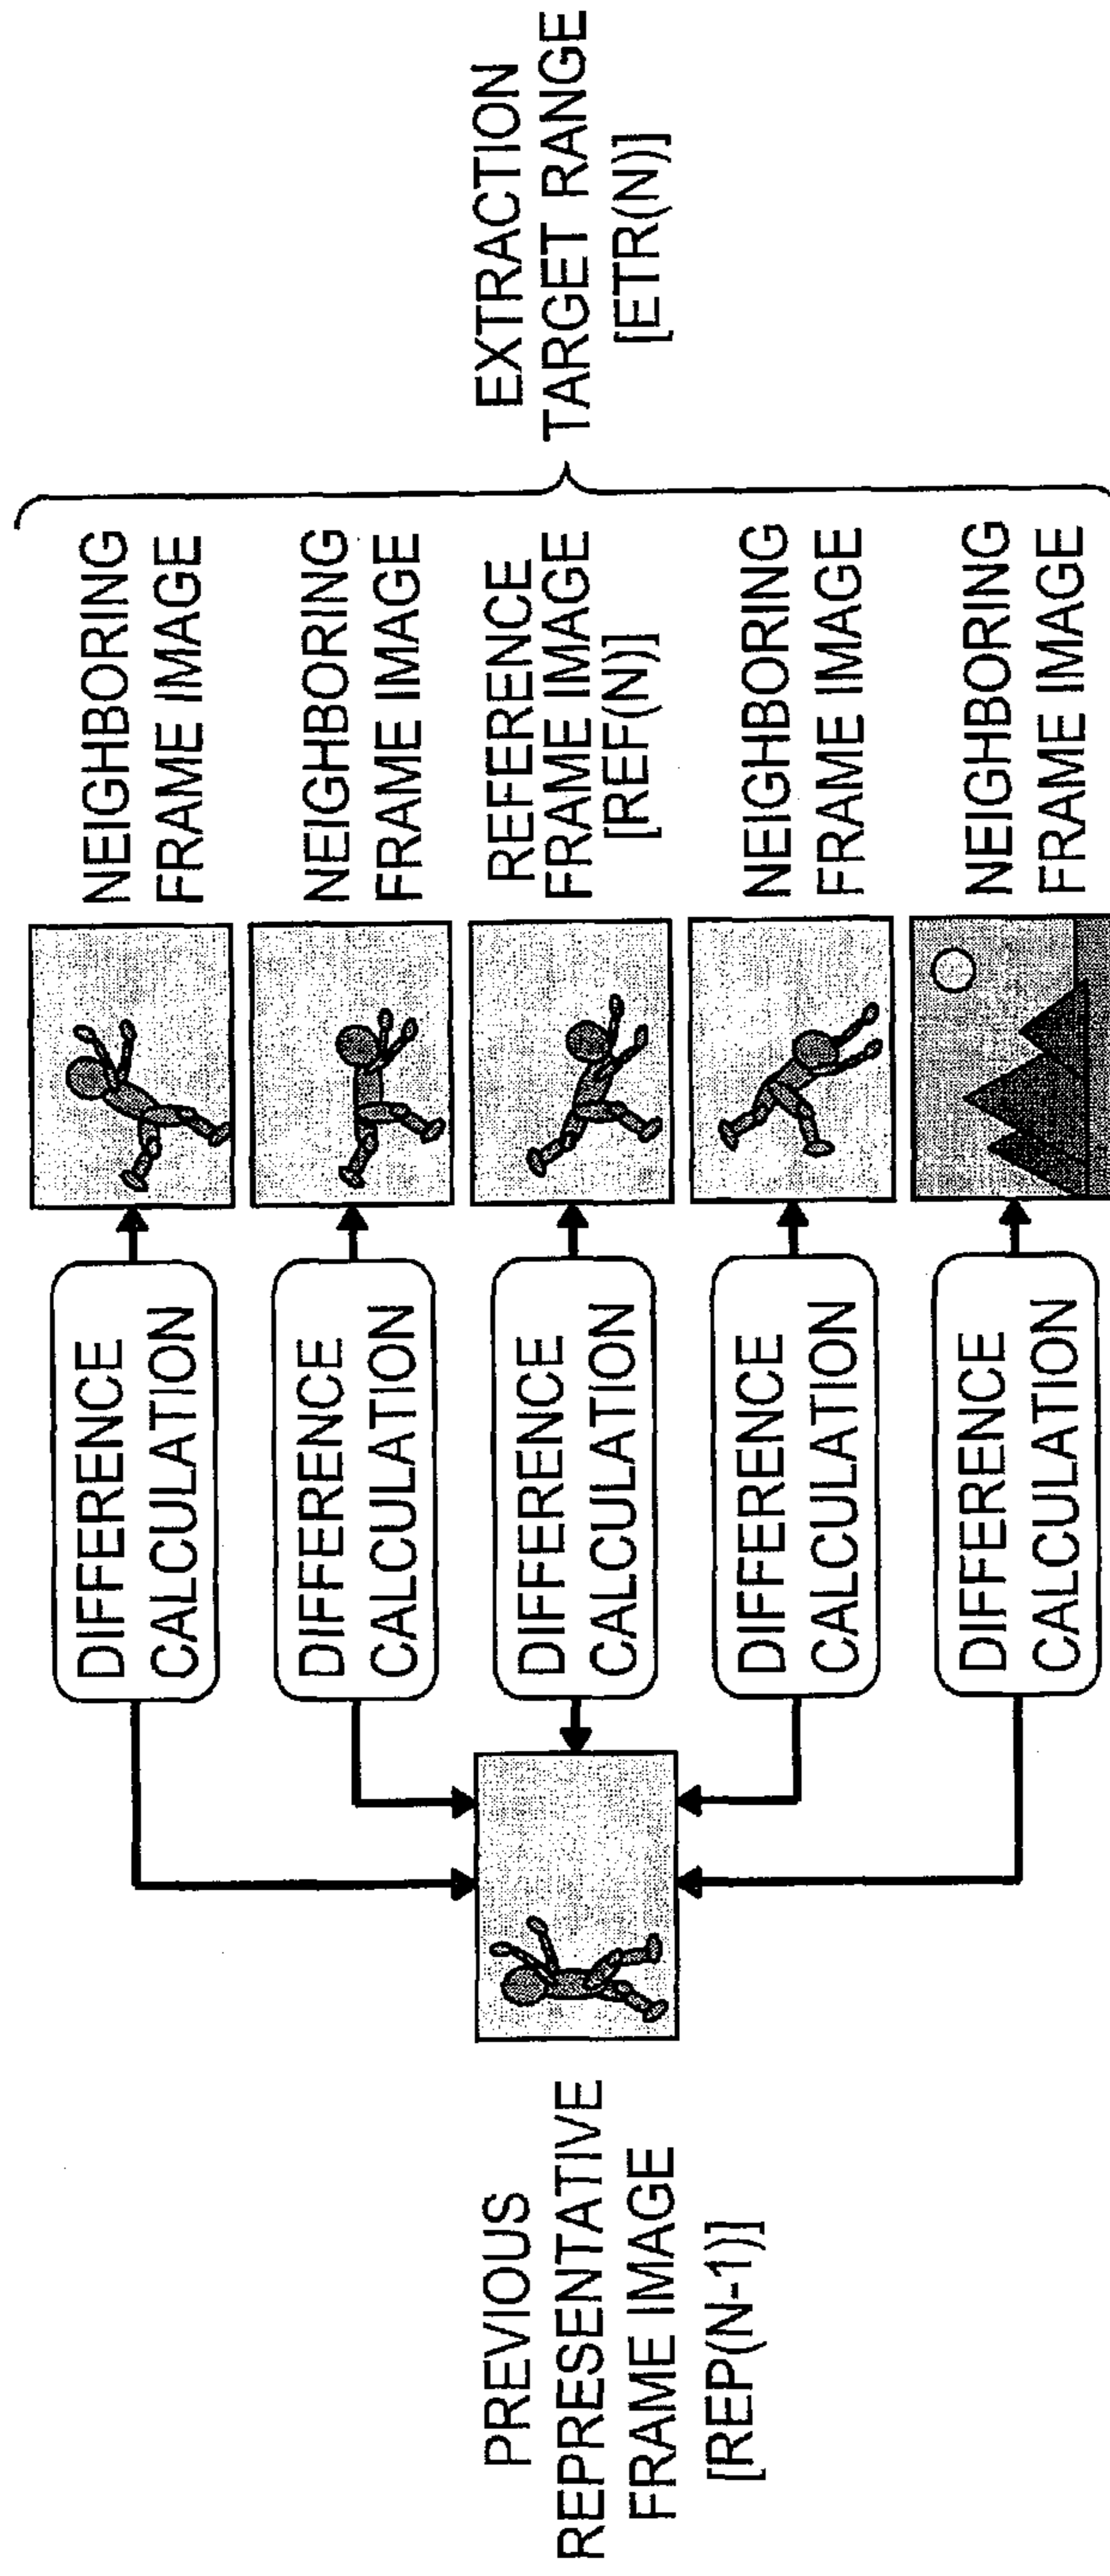 PREVIOUS
REPRESENTATIVE
FRAME IMAGE
[REP(N-1)]
DIFFERENCE
CALCULATION
DIFFERENCE
CALCULATION
DIFFERENCE
CALCULATION
DIFFERENCE
CALCULATION
DIFFERENCE
CALCULATION
NEIGHBORING
FRAME IMAGE
NEIGHBORING
FRAME IMAGE
REFERENCE
FRAME IMAGE
[REF(N)]
NEIGHBORING
FRAME IMAGE
NEIGHBORING
FRAME IMAGE
EXTRACTION
TARGET RANGE
[ETR(N)]